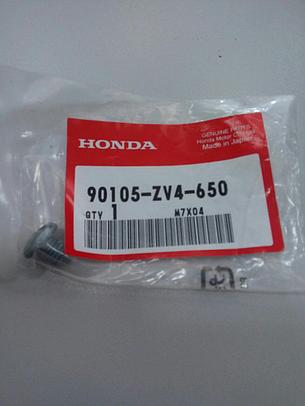 GENUINE PARTS
Honda Motor Co., Ltd.
Made in Japan
HONDA
90105-ZV4-650
QTY 1 M7X04